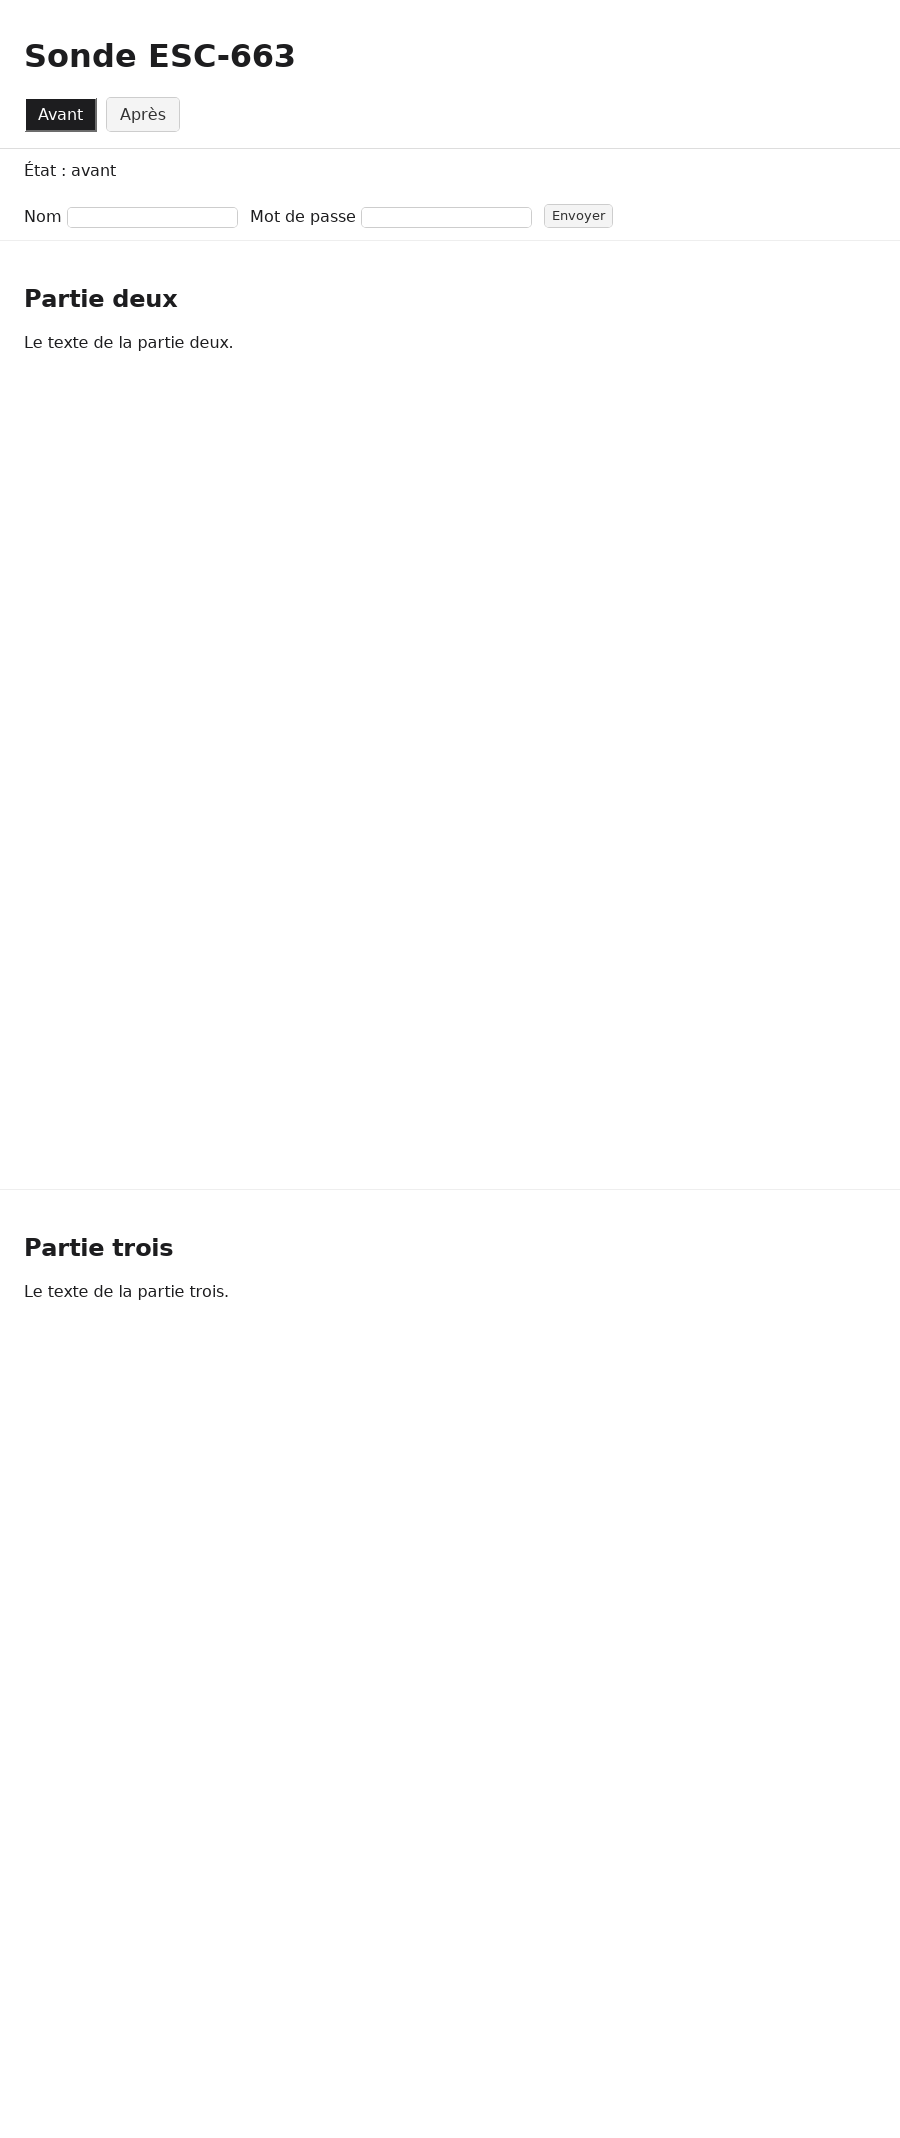 Sonde ESC-663
Avant Après
État : avant
Nom Mot de passe Envoyer
Partie deux
Le texte de la partie deux.
Partie trois
Le texte de la partie trois.